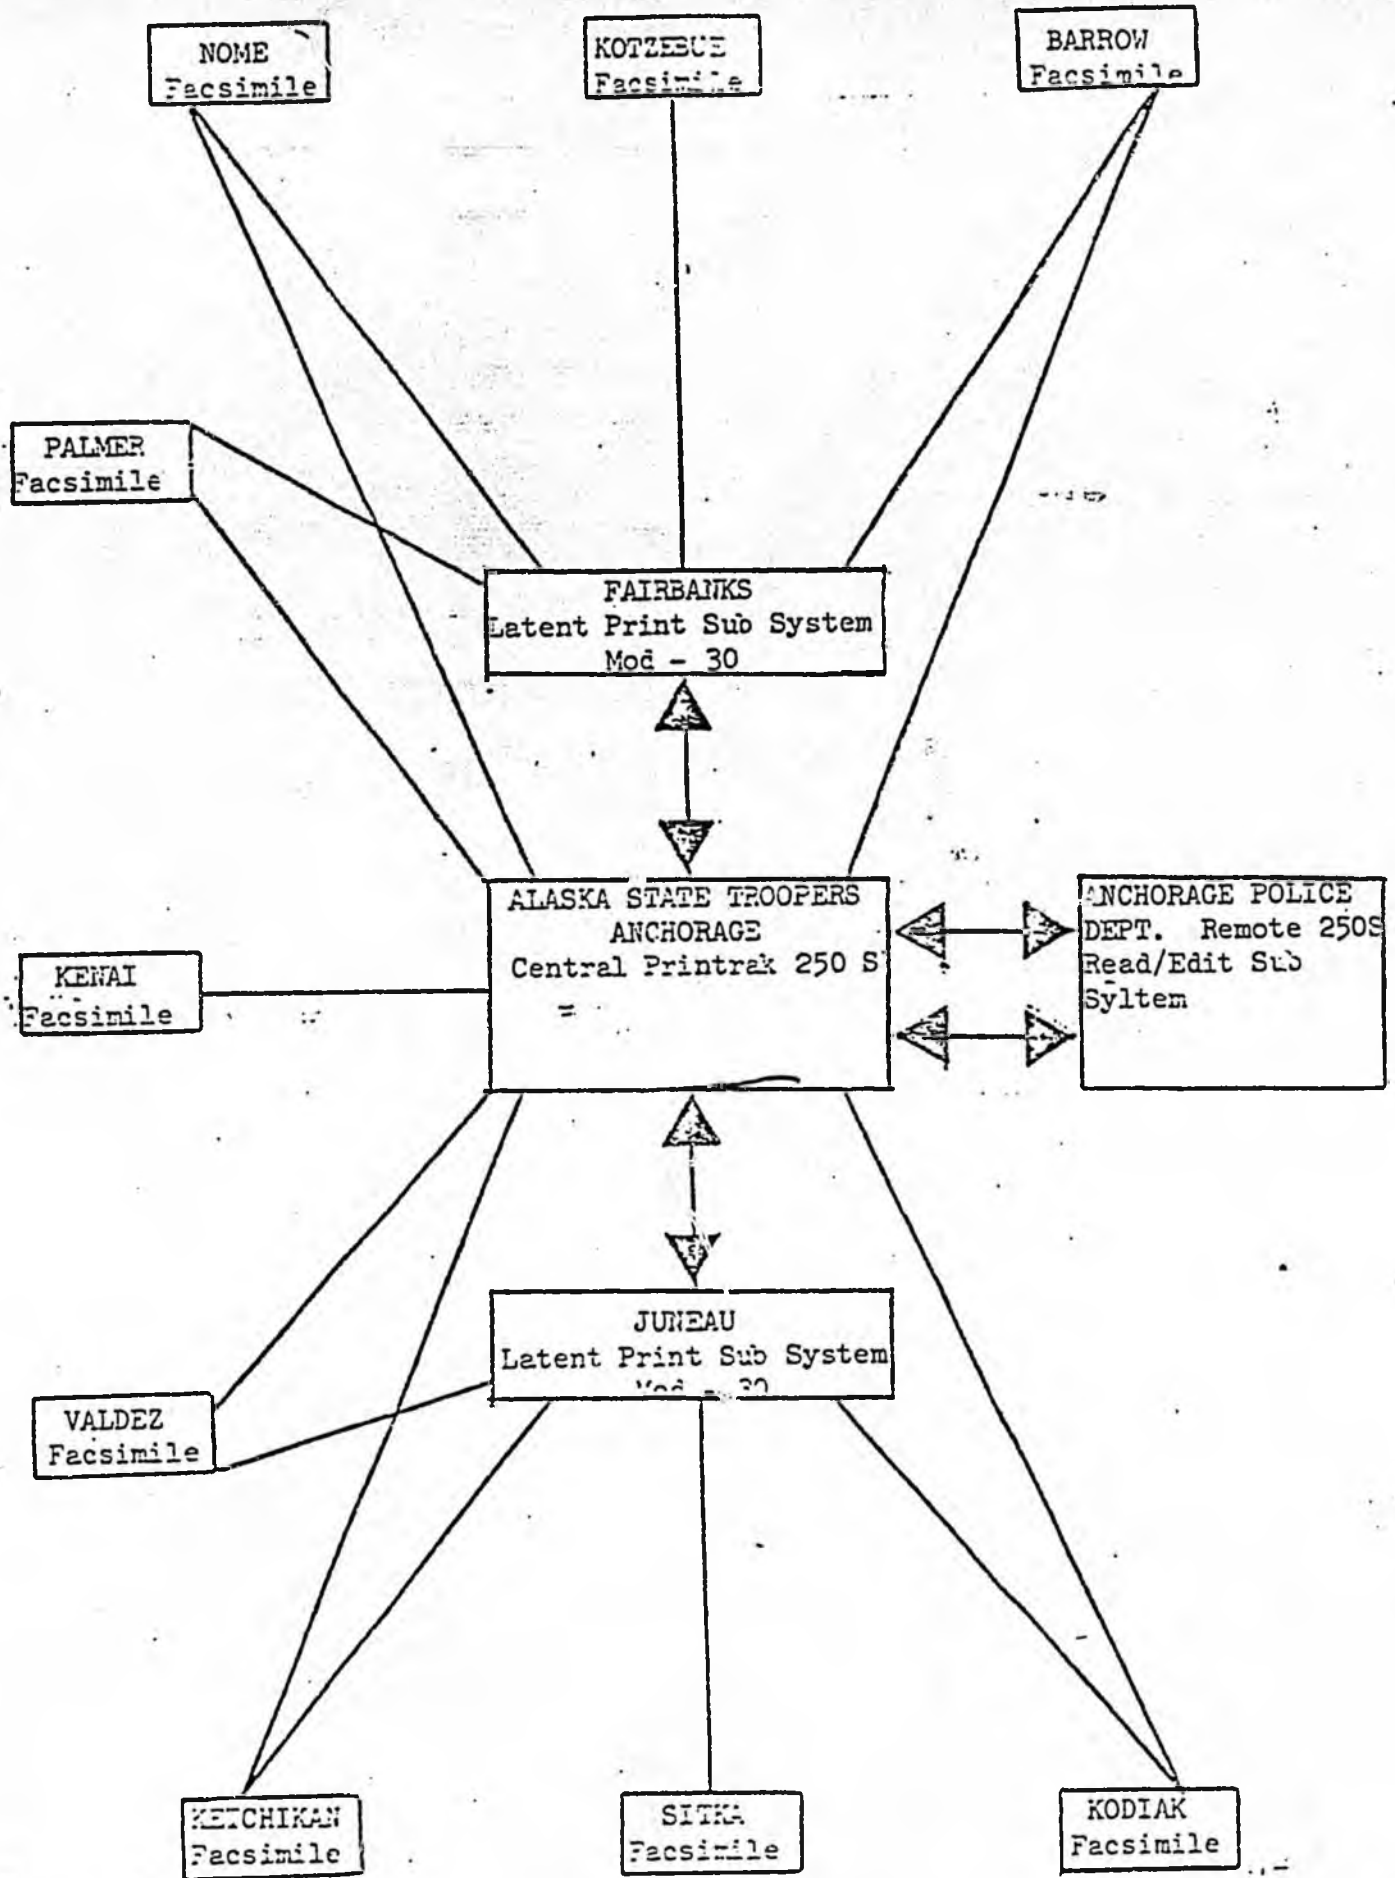 NOME
Facsimile
KOTZEBUE
Facsimile
BARROW
Facsimile
PALMER
Facsimile
FAIRBANKS
Latent Print Sub System
Mod - 30
ALASKA STATE TROOPERS
ANCHORAGE
Central Printrak 250 S
=
ANCHORAGE POLICE
DEPT. Remote 250S
Read/Edit Sub
Syltem
KENAI
Facsimile
JUNEAU
Latent Print Sub System
Mod - 30
VALDEZ
Facsimile
KETCHIKAN
Facsimile
SITKA
Facsimile
KODIAK
Facsimile